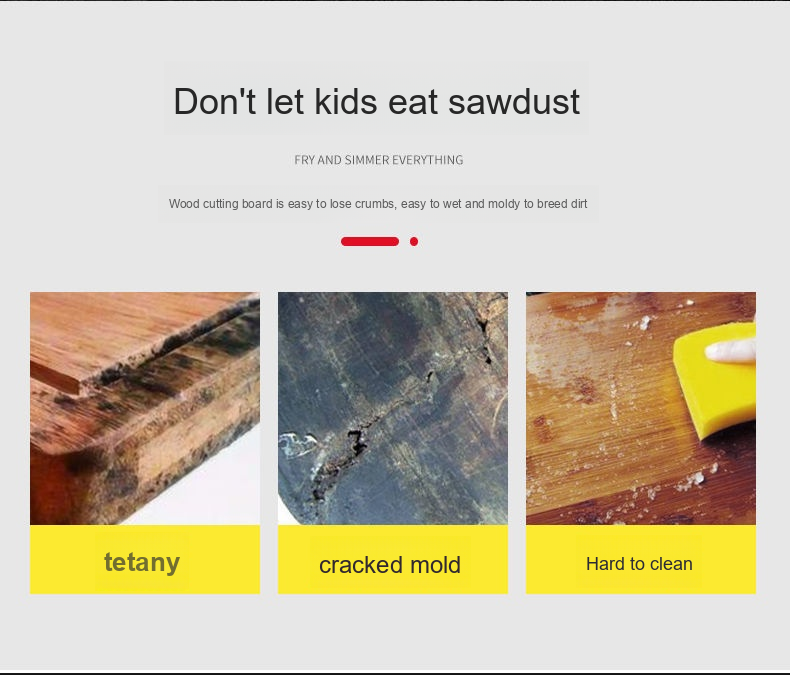 Don't let kids eat sawdust
FRY AND SIMMER EVERYTHING
Wood cutting board is easy to lose crumbs, easy to wet and moldy to breed dirt
tetany
cracked mold
Hard to clean